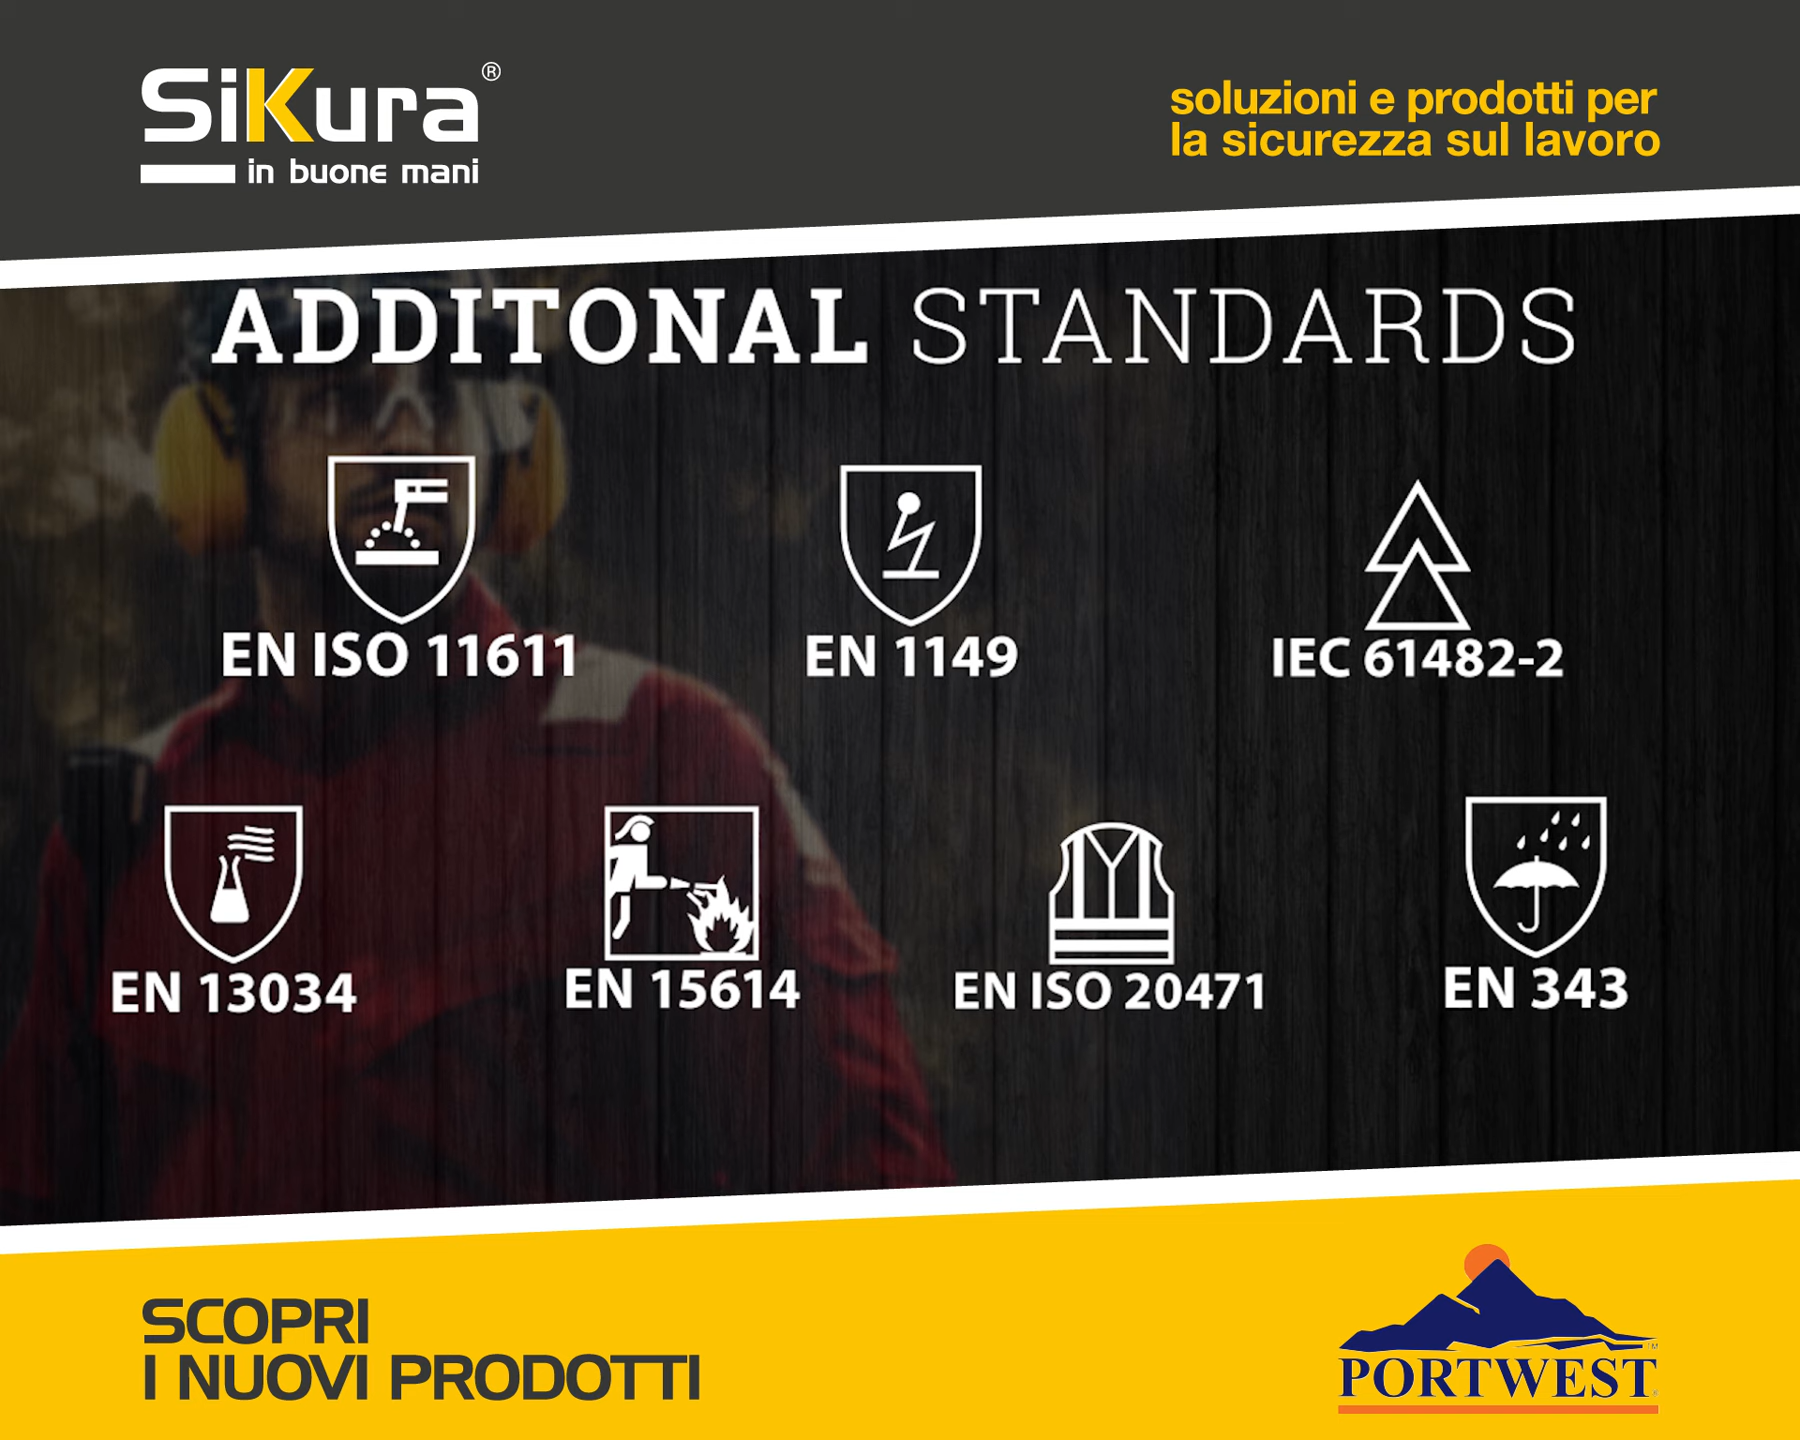 SiKura®
in buone mani
soluzioni e prodotti per
la sicurezza sul lavoro
ADDITONAL STANDARDS
EN ISO 11611
EN 1149
IEC 61482-2
EN 13034
EN 15614
EN ISO 20471
EN 343
SCOPRI
I NUOVI PRODOTTI
PORTWEST